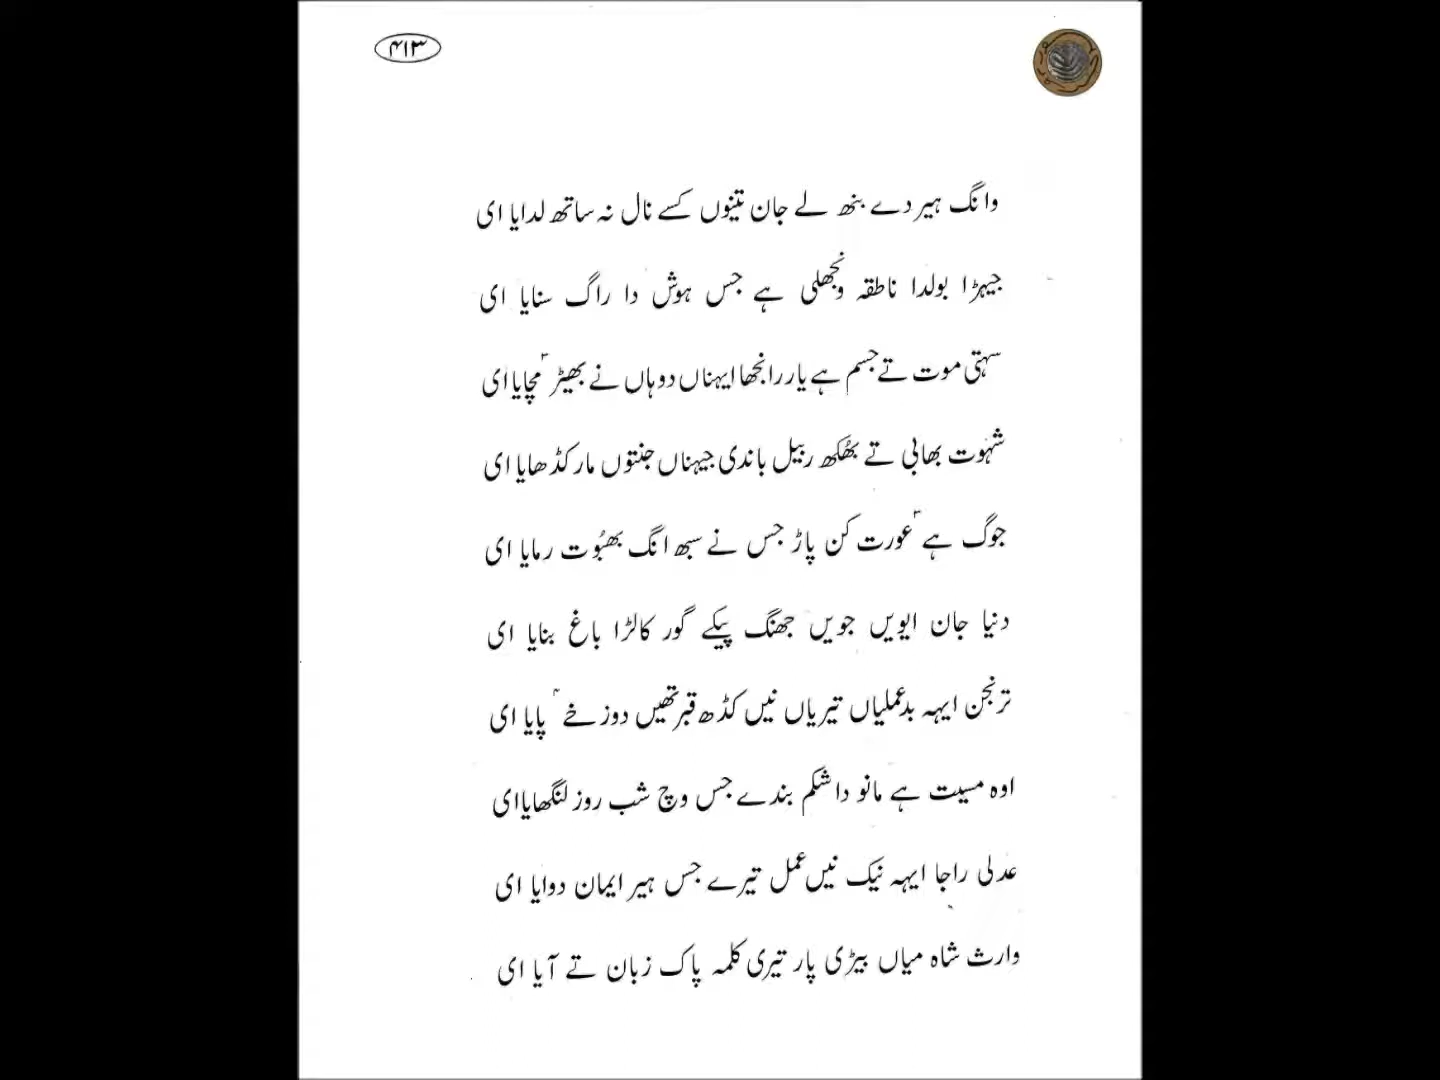 ۴۱۳
وانگ ہیر دے بنھ لے جان تینوں کسے نال نہ ساتھ لدایا ای
جیہڑا بولدا ناطقہ ونجھلی ہے جس ہوش دا راگ سنایا ای
سہتی موت تے جسم ہے یار رانجھا ایہناں دوہاں نے بھیڑ مچایا ای
شہوت بھابی تے بھُکھ ربیل باندی جیہناں جنتوں مار کڈھایا ای
جوگ ہے عورت کن پاڑ جس نے سبھ انگ بھبُوت رمایا ای
دنیا جان ایویں جویں جھنگ پیکے گور کالڑا باغ بنایا ای
ترنجن ایہہ بدعملیاں تیریاں نیں کڈھ قبر تھیں دوزخے پایا ای
اوہ مسیت ہے مانو دا شکم بندے جس وچ شب روز لنگھایا ای
عدلی راجا ایہہ نیک نیں عمل تیرے جس ہیر ایمان دوایا ای
وارث شاہ میاں بیڑی پار تیری کلمہ پاک زبان تے آیا ای